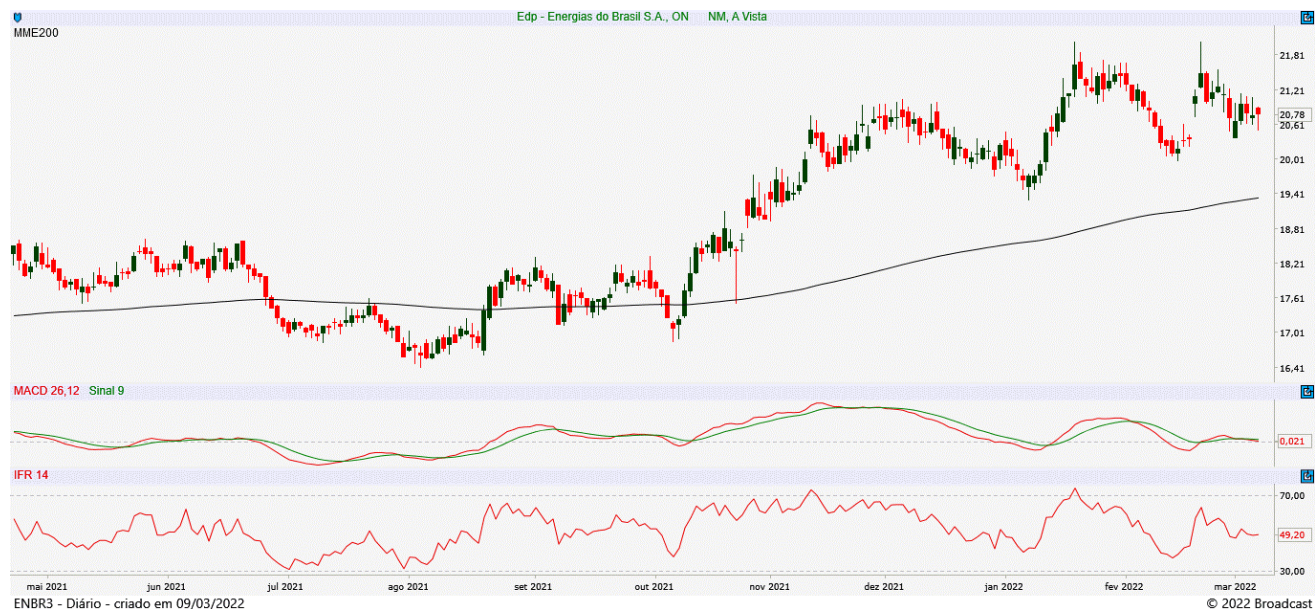 Edp - Energias do Brasil S.A., ON NM, A Vista
MME200
21,81
21,21
20,78
20,61
20,01
19,41
18,81
18,21
17,61
17,01
16,41
MACD 26,12 Sinal 9
0,021
IFR 14
70,00
49,20
30,00
mai 2021 jun 2021 jul 2021 ago 2021 set 2021 out 2021 nov 2021 dez 2021 jan 2022 fev 2022 mar 2022
ENBR3 - Diário - criado em 09/03/2022 © 2022 Broadcast